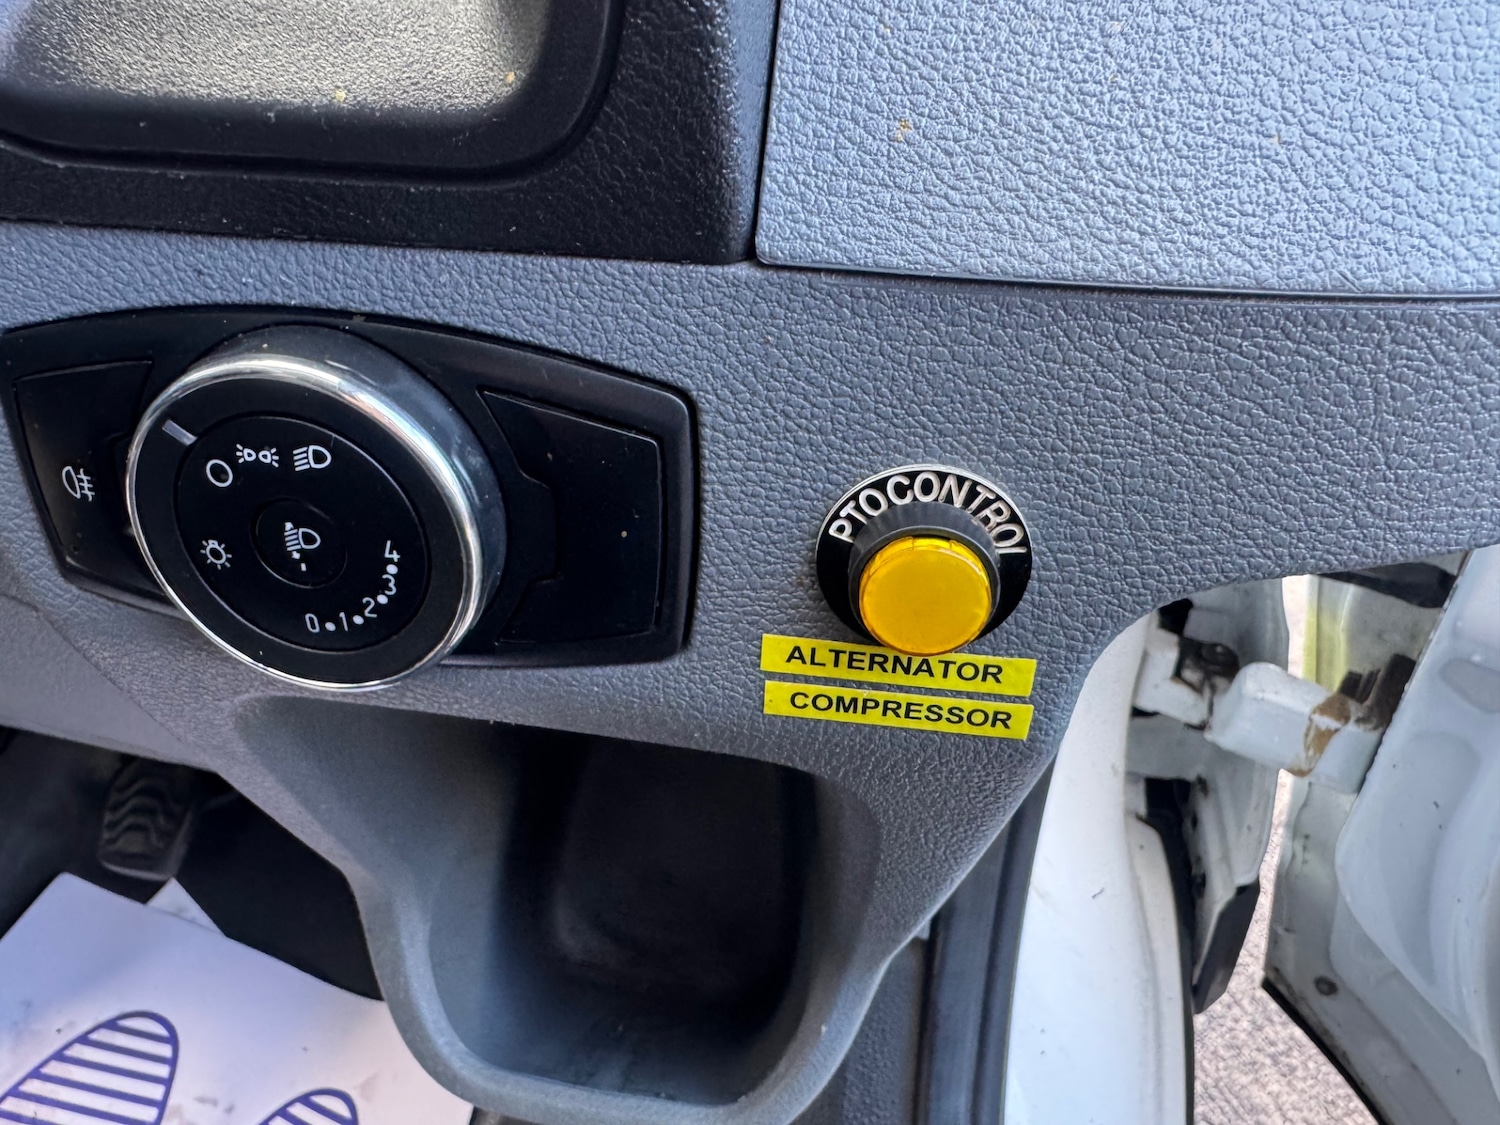 0•1•2•3•4
PTO CONTROL
ALTERNATOR
COMPRESSOR